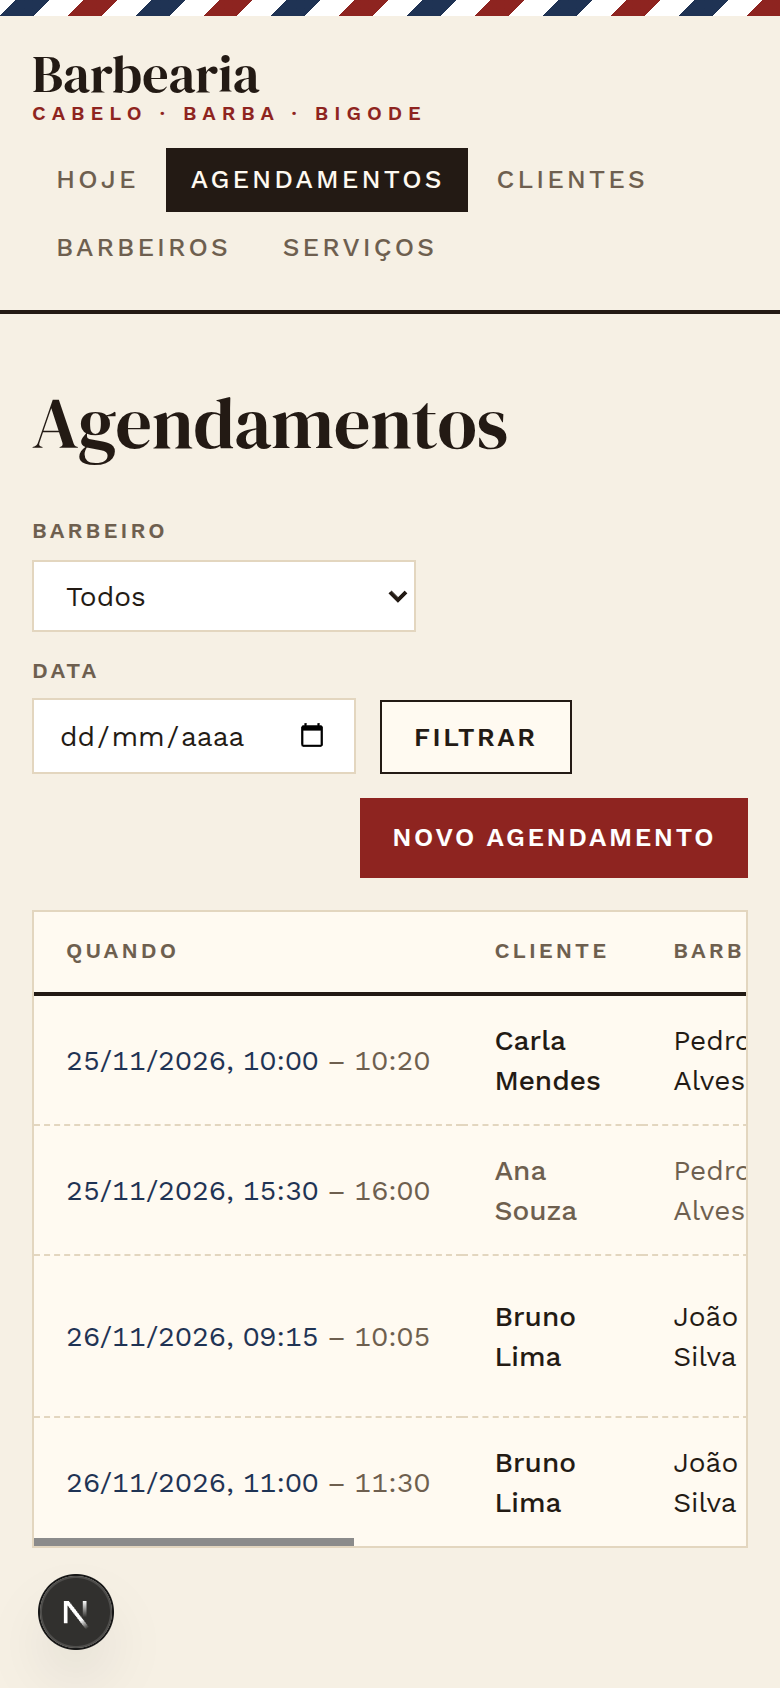 Barbearia
CABELO · BARBA · BIGODE
HOJE AGENDAMENTOS CLIENTES
BARBEIROS SERVIÇOS
Agendamentos
BARBEIRO
Todos
DATA
dd/mm/aaaa FILTRAR
NOVO AGENDAMENTO
QUANDO CLIENTE BARB
25/11/2026, 10:00 – 10:20 Carla Mendes Pedro Alves
25/11/2026, 15:30 – 16:00 Ana Souza Pedro Alves
26/11/2026, 09:15 – 10:05 Bruno Lima João Silva
26/11/2026, 11:00 – 11:30 Bruno Lima João Silva
N